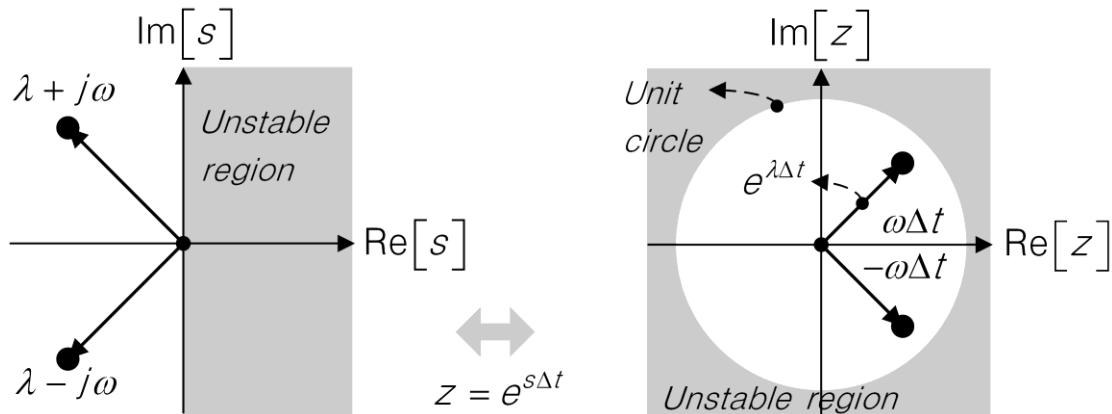 Im[s]
λ + jω
Unstable
region
Re[s]
λ − jω
z = e^{sΔt}
Im[z]
Unit
circle
e^{λΔt}
ωΔt
Re[z]
−ωΔt
Unstable region